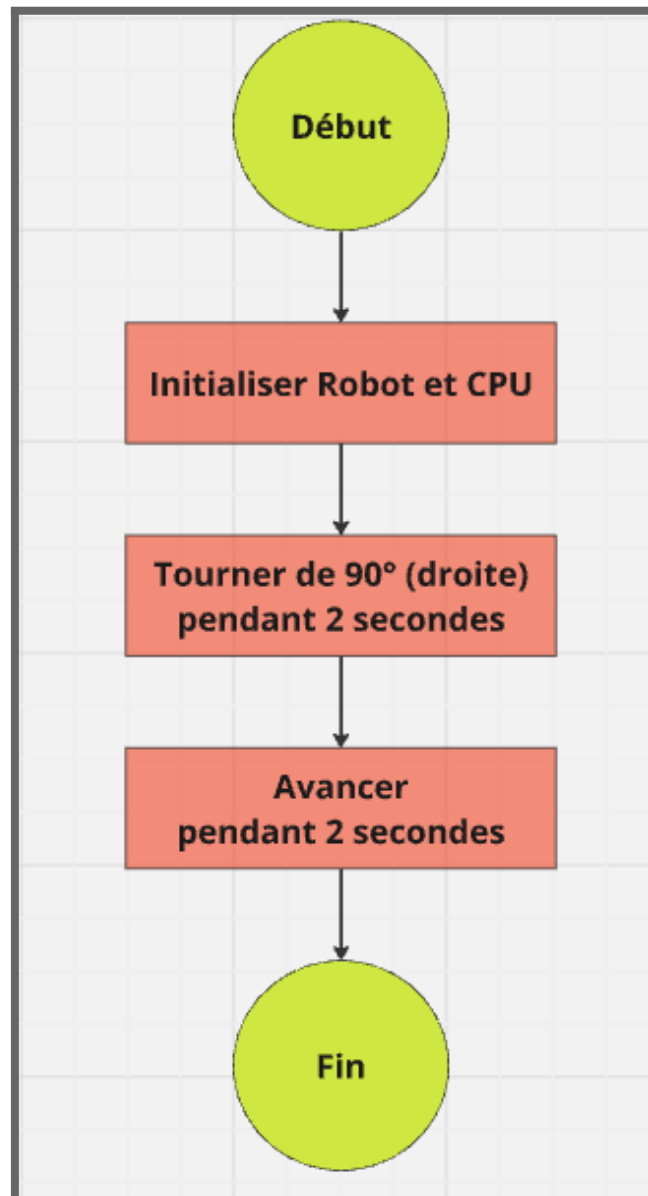 Début
Initialiser Robot et CPU
Tourner de 90° (droite)
pendant 2 secondes
Avancer
pendant 2 secondes
Fin